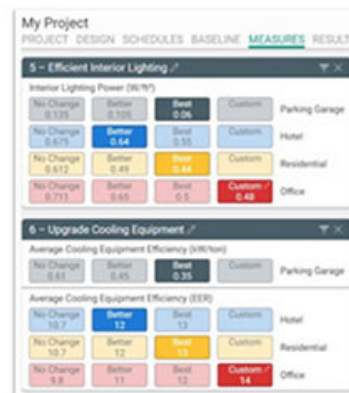 My Project
PROJECT DESIGN SCHEDULES BASELINE MEASURES RESULT
5 – Efficient Interior Lighting
Interior Lighting Power (W/ft²)
No Change Better Best Custom
0.135 0.105 0.06 Parking Garage
No Change Better Best Custom
0.675 0.64 0.55 Hotel
No Change Better Best Custom
0.612 0.49 0.44 Residential
No Change Better Best Custom
0.711 0.65 0.5 0.48 Office
6 – Upgrade Cooling Equipment
Average Cooling Equipment Efficiency (kW/ton)
No Change Better Best Custom
0.61 0.45 0.35 Parking Garage
Average Cooling Equipment Efficiency (EER)
No Change Better Best Custom
10.7 12 13 Hotel
No Change Better Best Custom
10.7 12 13 Residential
No Change Better Best Custom
9.8 11 12 14 Office